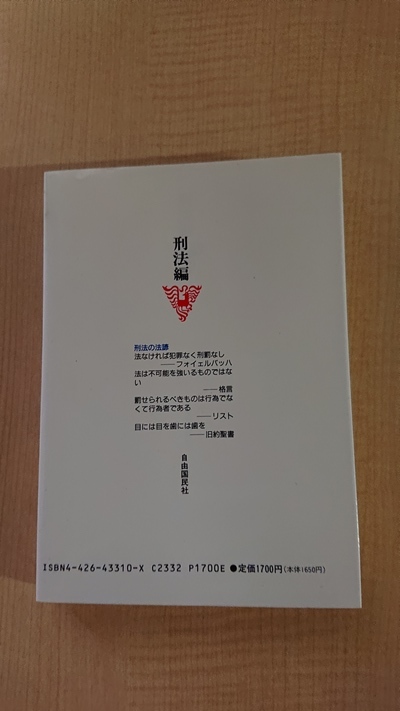 刑法編
刑法の法諺
法なければ犯罪なく刑罰なし
——フォイエルバッハ
法は不可能を強いるものではな
い
——格言
罰せられるべきものは行為でな
くて行為者である
——リスト
目には目を歯には歯を
——旧約聖書
自由国民社
ISBN4-426-43310-X C2332 P1700E ●定価1700円(本体1650円)